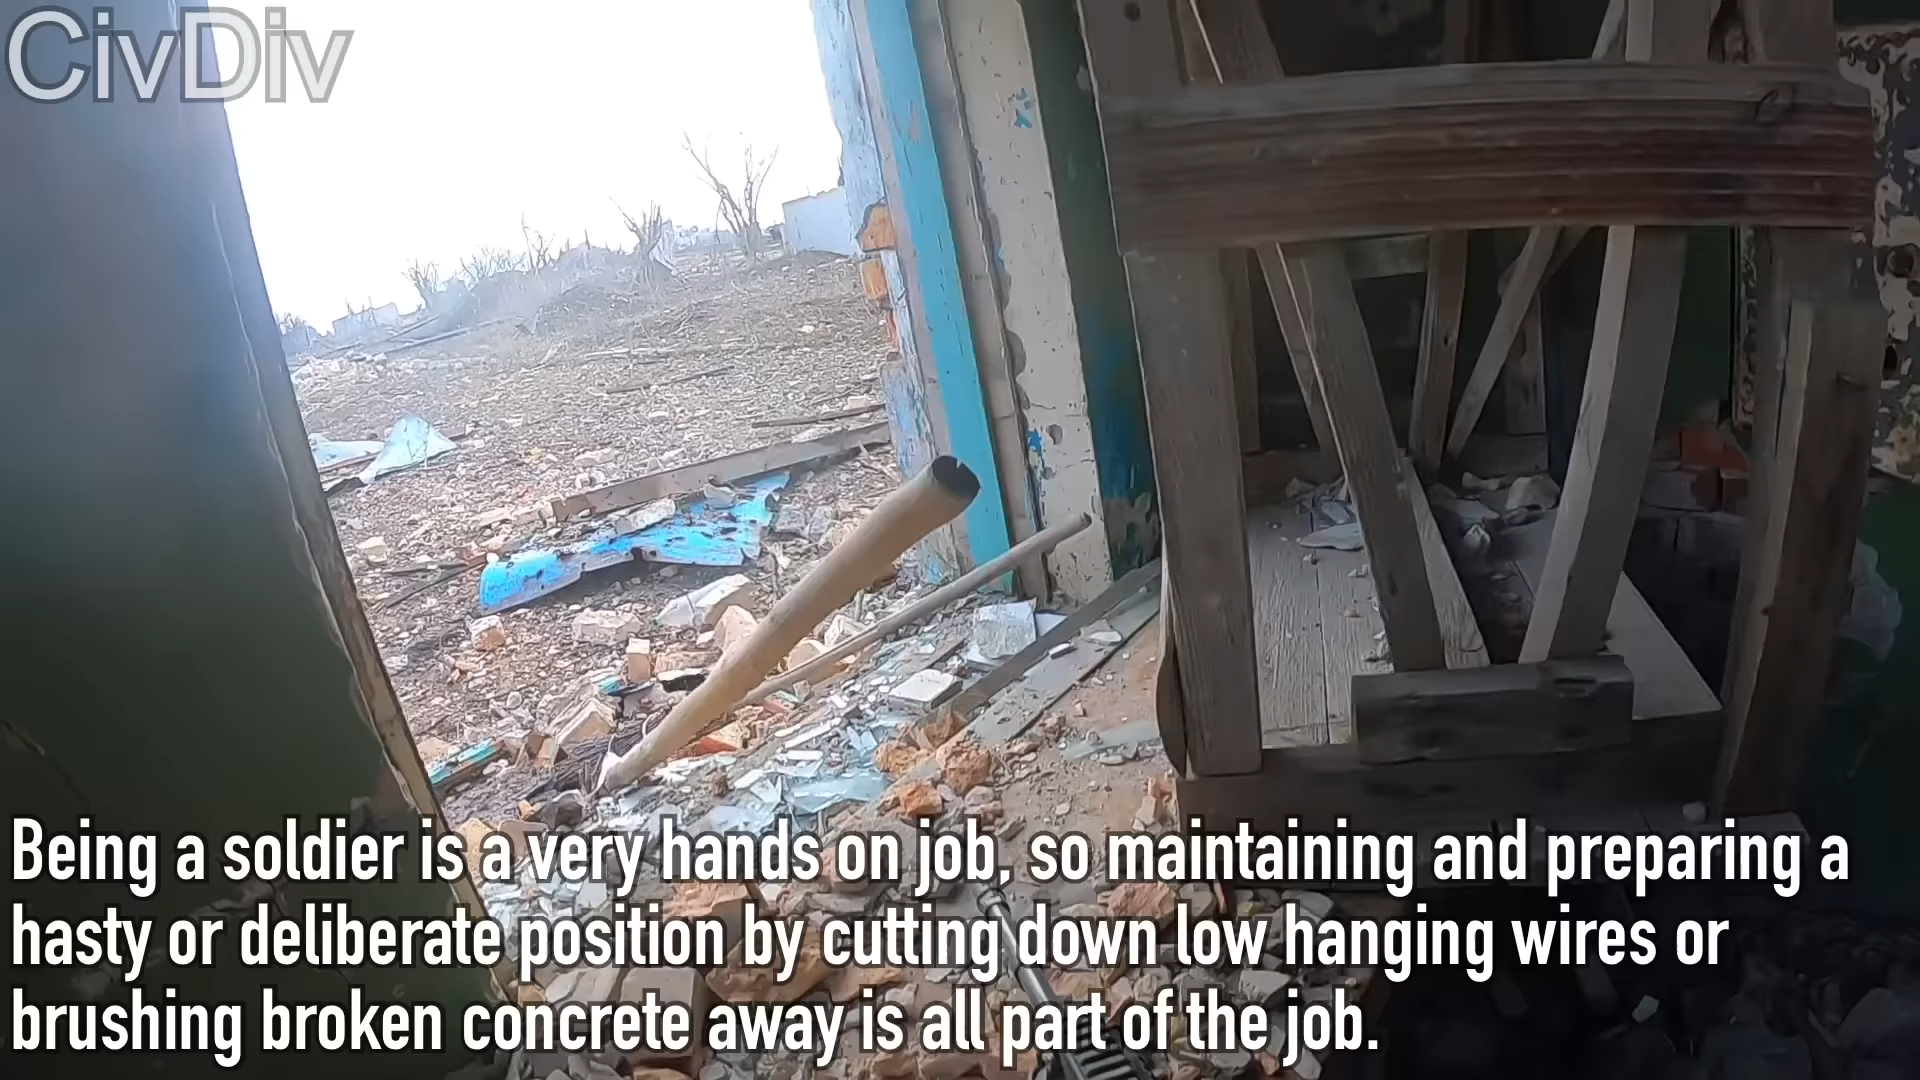 CivDiv
Being a soldier is a very hands on job, so maintaining and preparing a
hasty or deliberate position by cutting down low hanging wires or
brushing broken concrete away is all part of the job.